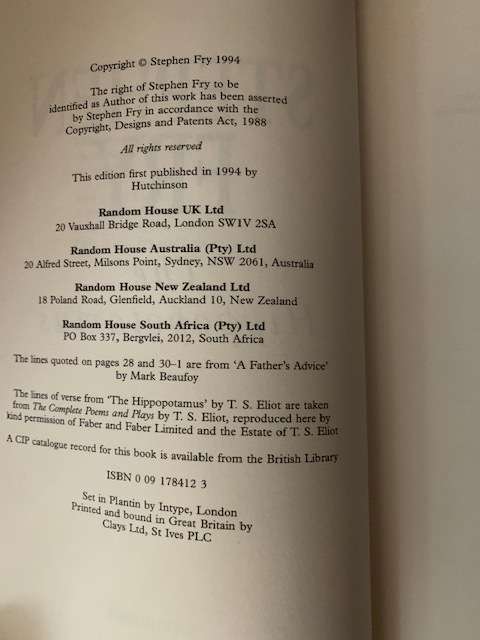 Copyright © Stephen Fry 1994
The right of Stephen Fry to be
identified as Author of this work has been asserted
by Stephen Fry in accordance with the
Copyright, Designs and Patents Act, 1988
All rights reserved
This edition first published in 1994 by
Hutchinson
Random House UK Ltd
20 Vauxhall Bridge Road, London SW1V 2SA
Random House Australia (Pty) Ltd
20 Alfred Street, Milsons Point, Sydney, NSW 2061, Australia
Random House New Zealand Ltd
18 Poland Road, Glenfield, Auckland 10, New Zealand
Random House South Africa (Pty) Ltd
PO Box 337, Bergvlei, 2012, South Africa
The lines quoted on pages 28 and 30–1 are from ‘A Father's Advice’
by Mark Beaufoy
The lines of verse from ‘The Hippopotamus’ by T. S. Eliot are taken
from The Complete Poems and Plays by T. S. Eliot, reproduced here by
kind permission of Faber and Faber Limited and the Estate of T. S. Eliot
A CIP catalogue record for this book is available from the British Library
ISBN 0 09 178412 3
Set in Plantin by Intype, London
Printed and bound in Great Britain by
Clays Ltd, St Ives PLC